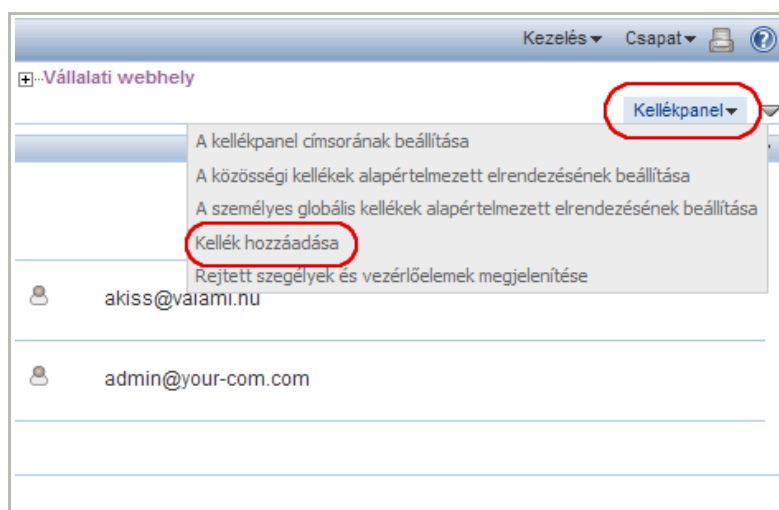 Kezelés Csapat
Vállalati webhely
Kellékpanel
A kellékpanel címsorának beállítása
A közösségi kellékek alapértelmezett elrendezésének beállítása
A személyes globális kellékek alapértelmezett elrendezésének beállítása
Kellék hozzáadása
Rejtett szegélyek és vezérlőelemek megjelenítése
akiss@valami.hu
admin@your-com.com